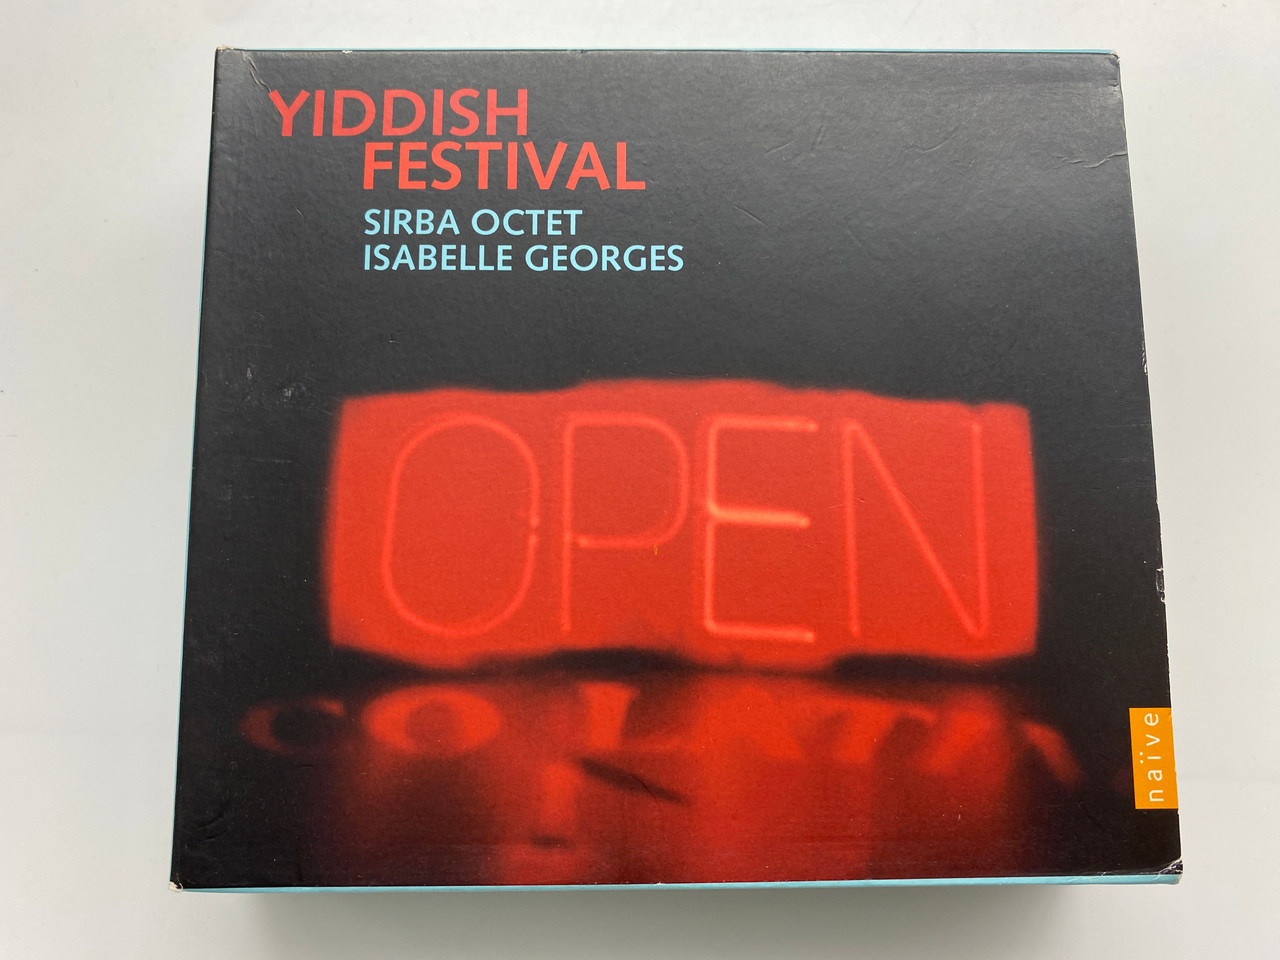 YIDDISH
FESTIVAL
SIRBA OCTET
ISABELLE GEORGES
OPEN
naïve